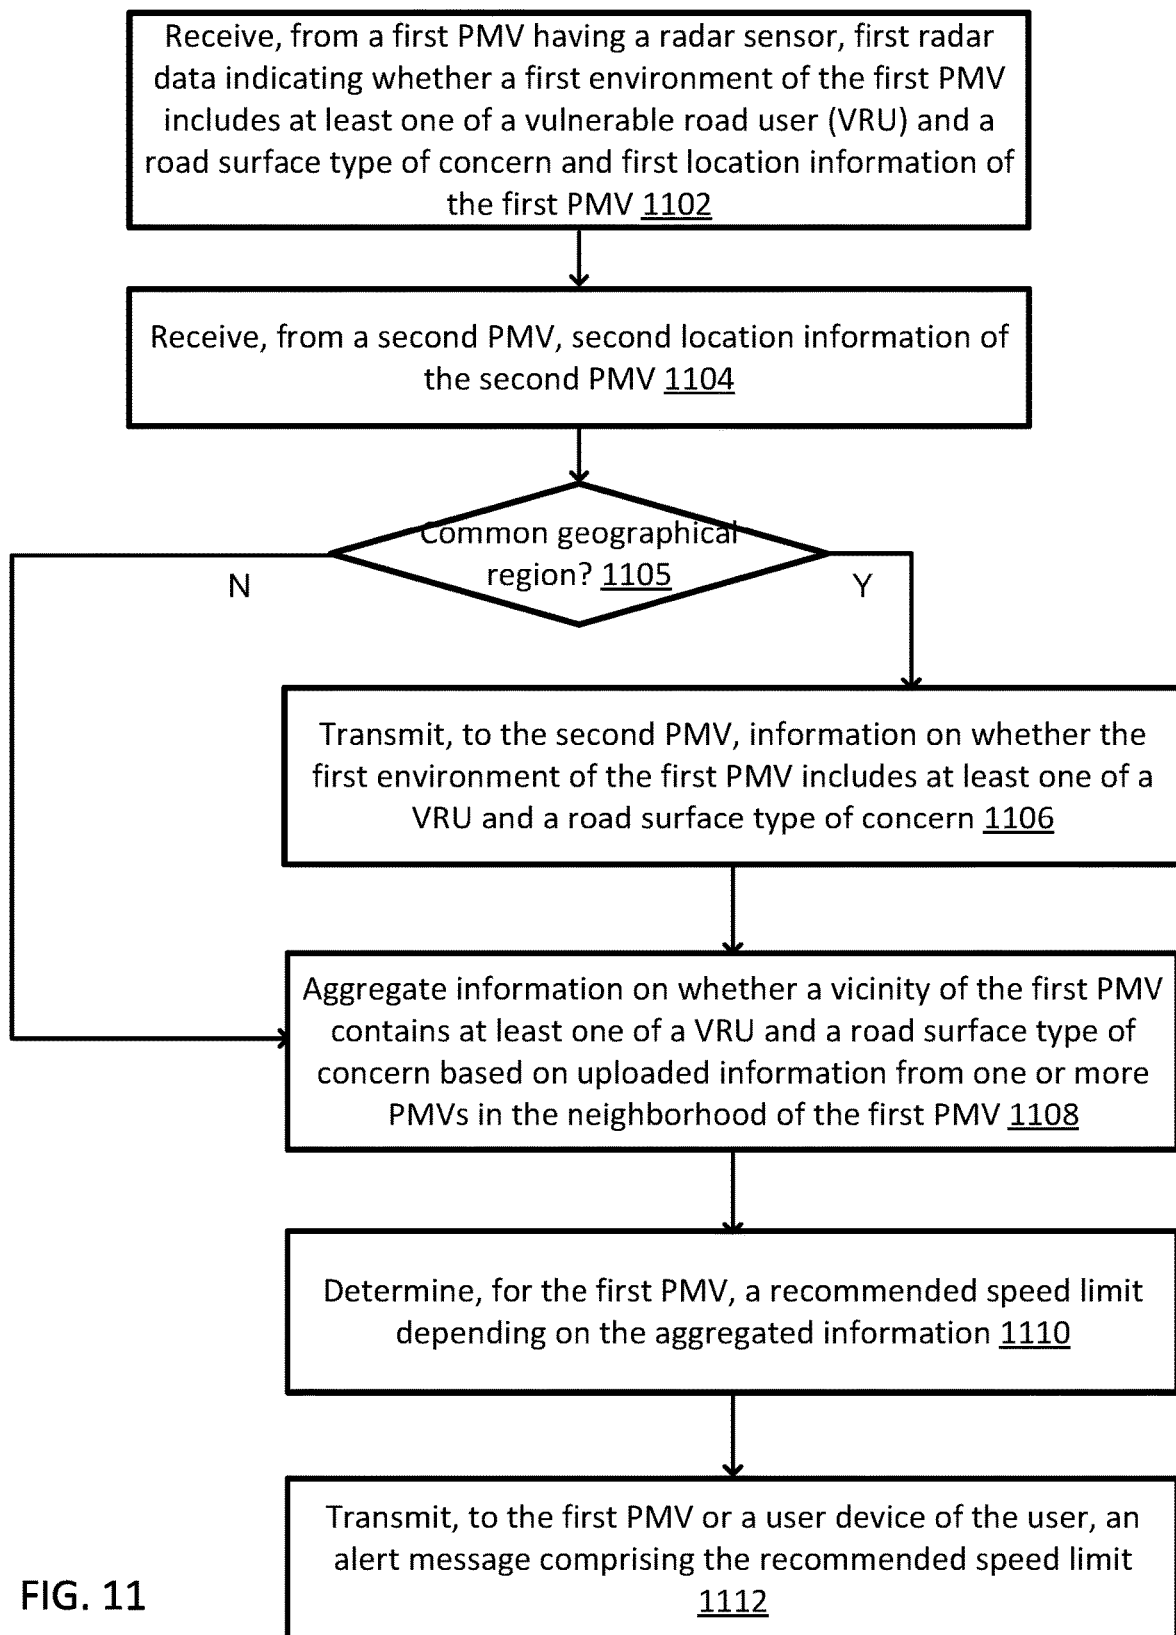 Receive, from a first PMV having a radar sensor, first radar
data indicating whether a first environment of the first PMV
includes at least one of a vulnerable road user (VRU) and a
road surface type of concern and first location information of
the first PMV 1102
Receive, from a second PMV, second location information of
the second PMV 1104
Common geographical
region? 1105
N
Y
Transmit, to the second PMV, information on whether the
first environment of the first PMV includes at least one of a
VRU and a road surface type of concern 1106
Aggregate information on whether a vicinity of the first PMV
contains at least one of a VRU and a road surface type of
concern based on uploaded information from one or more
PMVs in the neighborhood of the first PMV 1108
Determine, for the first PMV, a recommended speed limit
depending on the aggregated information 1110
Transmit, to the first PMV or a user device of the user, an
alert message comprising the recommended speed limit
1112
FIG. 11